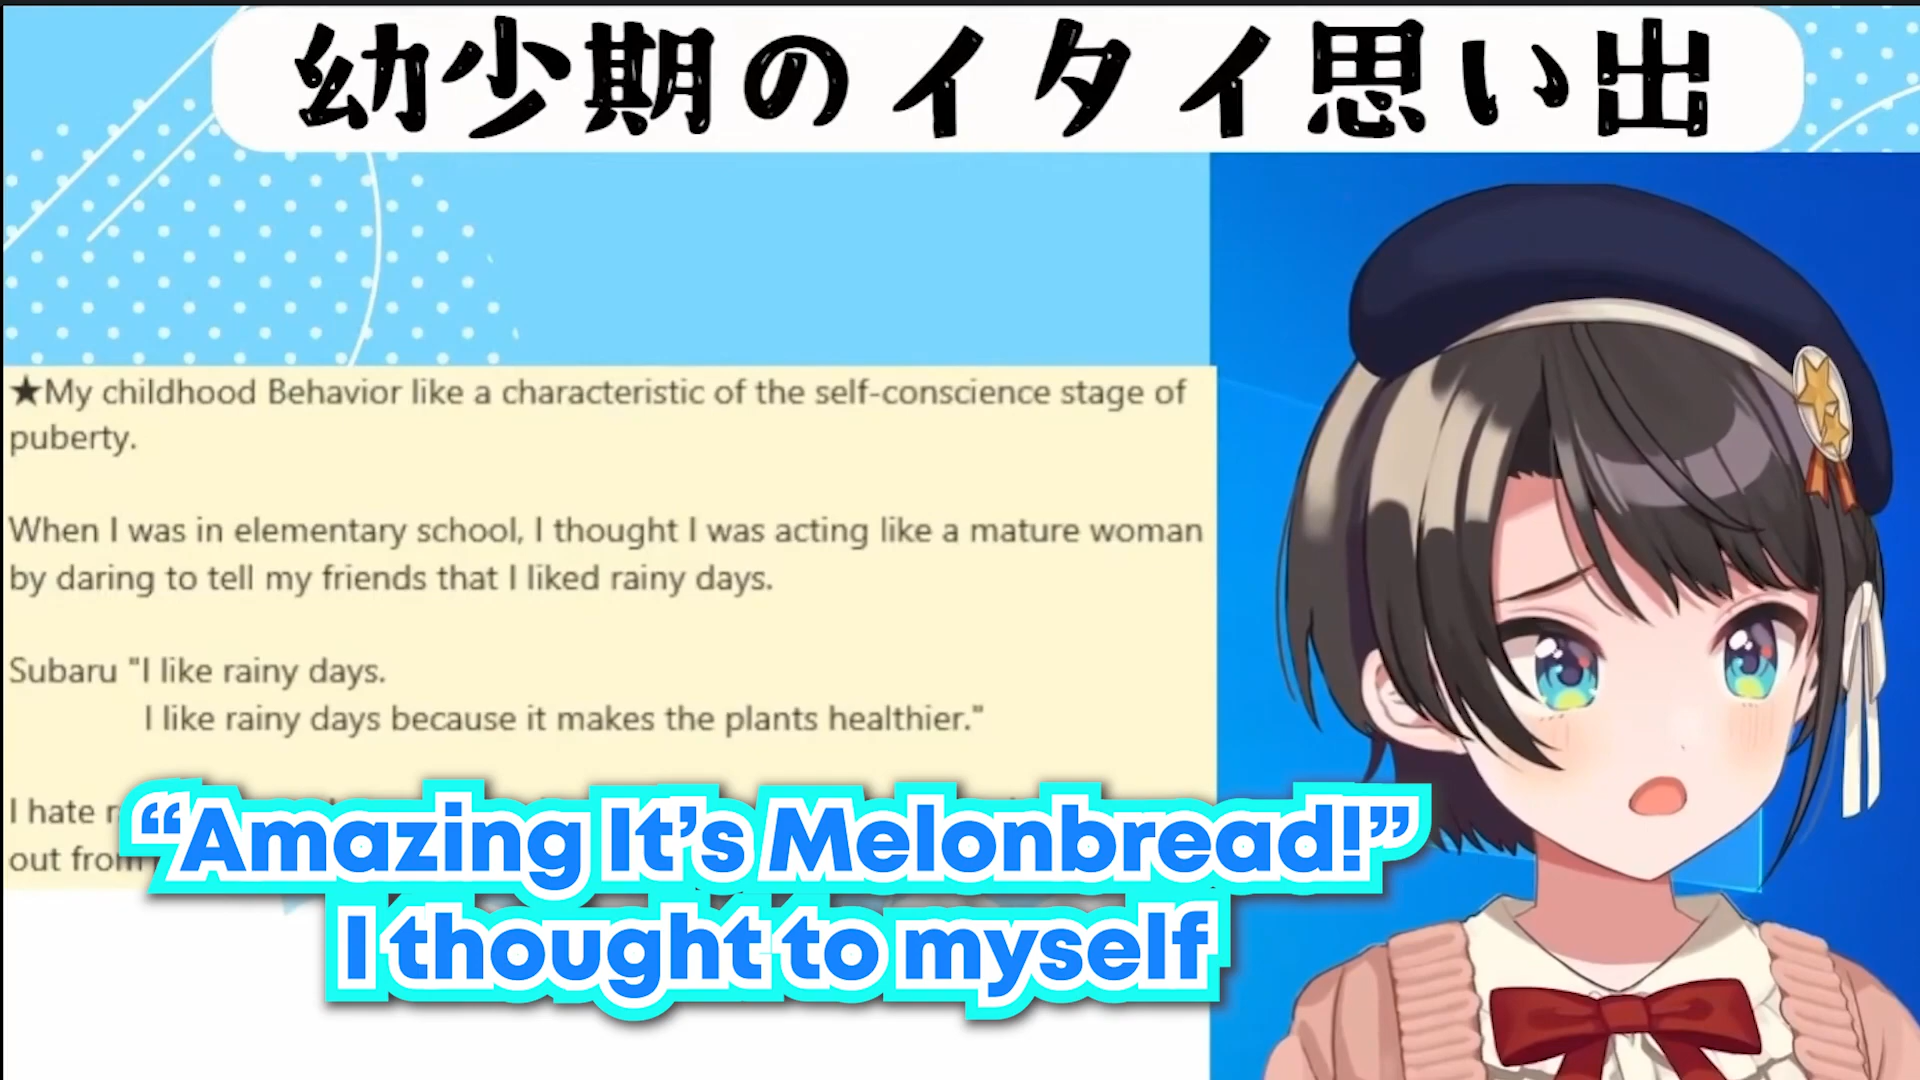 幼少期のイタイ思い出
★My childhood Behavior like a characteristic of the self-conscience stage of
puberty.
When I was in elementary school, I thought I was acting like a mature woman
by daring to tell my friends that I liked rainy days.
Subaru "I like rainy days.
I like rainy days because it makes the plants healthier."
I hate
out from
“Amazing It’s Melonbread!”
I thought to myself